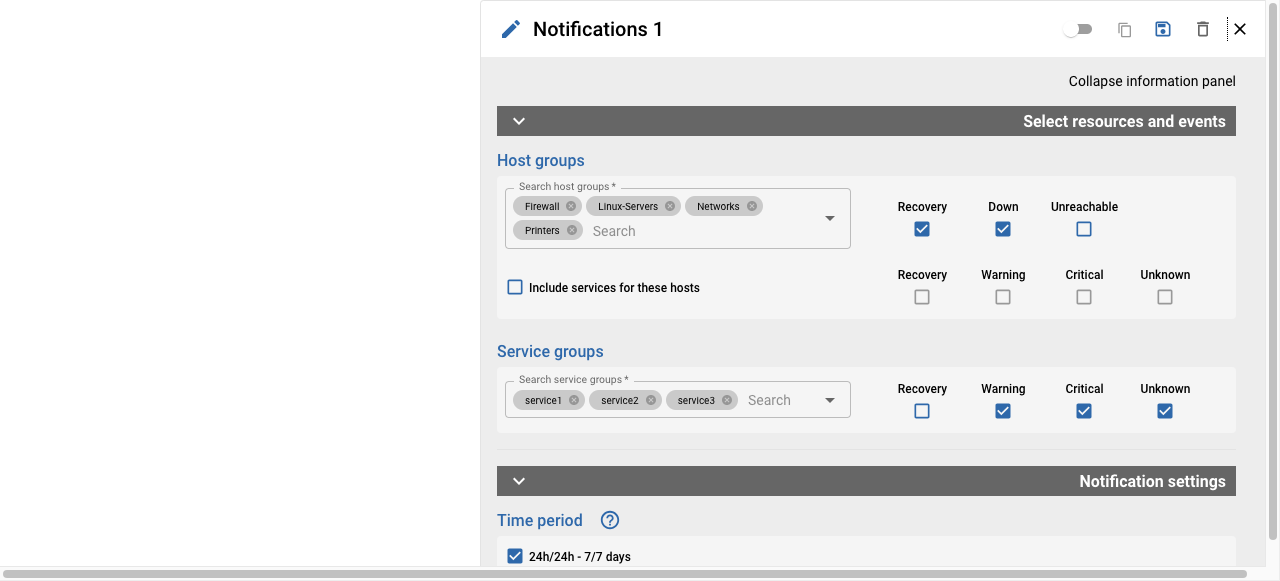 Notifications 1
Collapse information panel
Select resources and events
Host groups
Search host groups *
Firewall Linux-Servers Networks
Printers Search
Recovery Down Unreachable
Include services for these hosts
Recovery Warning Critical Unknown
Service groups
Search service groups *
service1 service2 service3 Search
Recovery Warning Critical Unknown
Notification settings
Time period ?
24h/24h - 7/7 days